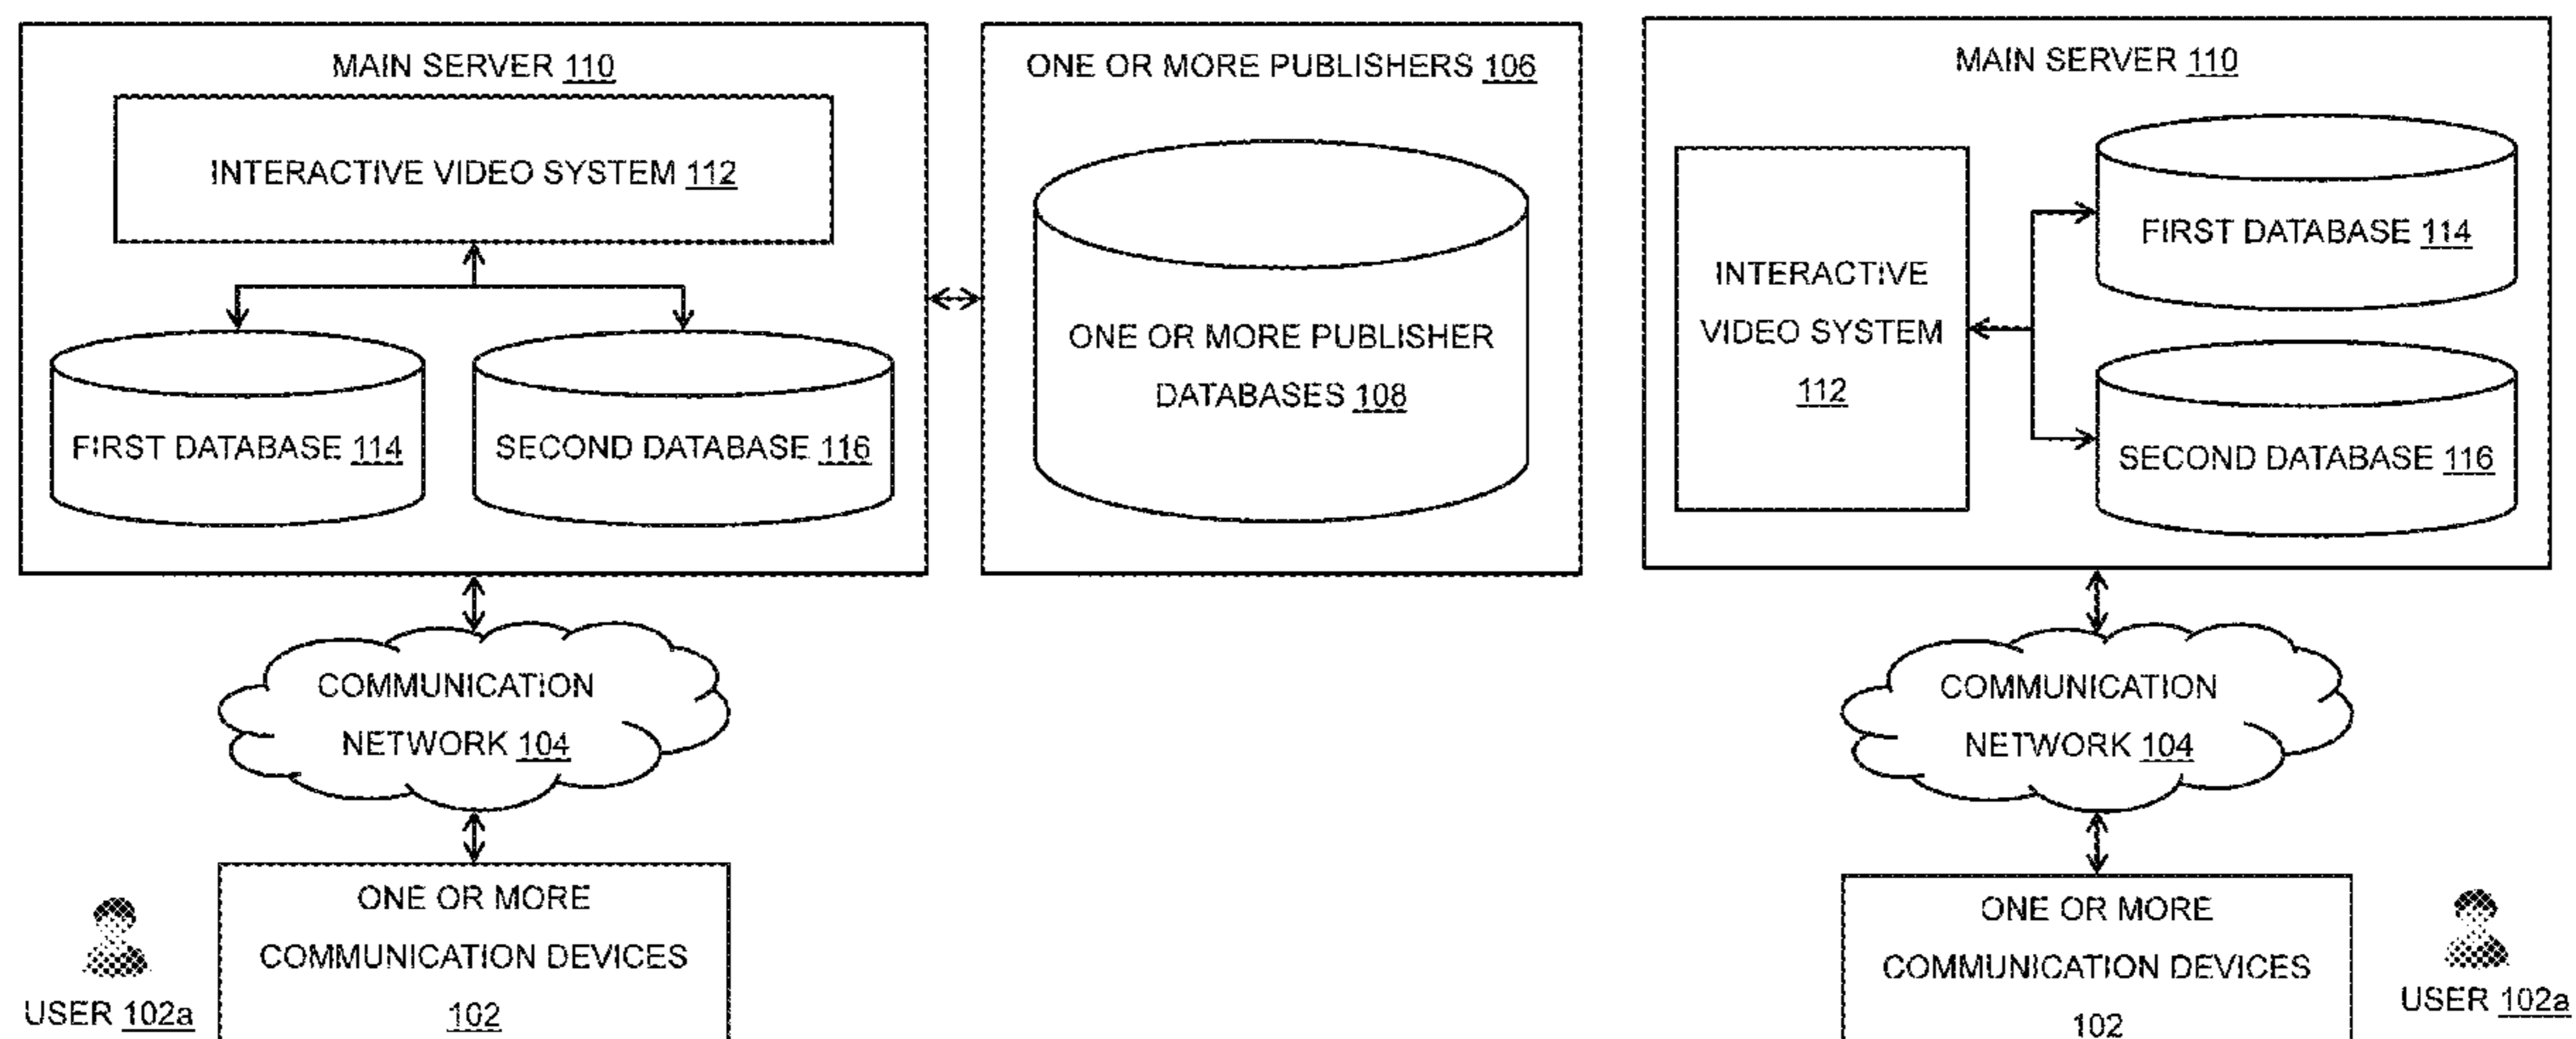 MAIN SERVER 110
INTERACTIVE VIDEO SYSTEM 112
FIRST DATABASE 114
SECOND DATABASE 116
ONE OR MORE PUBLISHERS 106
ONE OR MORE PUBLISHER
DATABASES 108
COMMUNICATION
NETWORK 104
ONE OR MORE
COMMUNICATION DEVICES
102
USER 102a
MAIN SERVER 110
INTERACTIVE
VIDEO SYSTEM
112
FIRST DATABASE 114
SECOND DATABASE 116
COMMUNICATION
NETWORK 104
ONE OR MORE
COMMUNICATION DEVICES
102
USER 102a